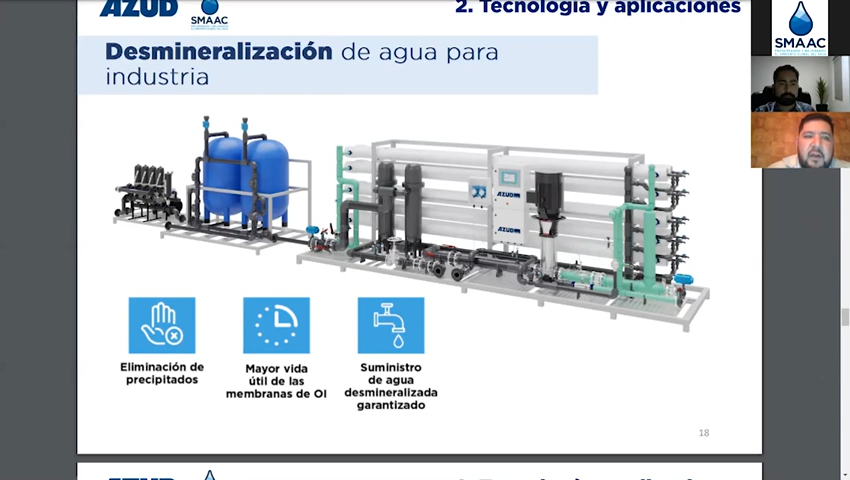 AZUD
SMAAC
2. Tecnología y aplicaciones
SMAAC
Desmineralización de agua para
industria
AZUD
AZUD
Eliminación de
precipitados
Mayor vida
útil de las
membranas de OI
Suministro
de agua
desmineralizada
garantizado
18